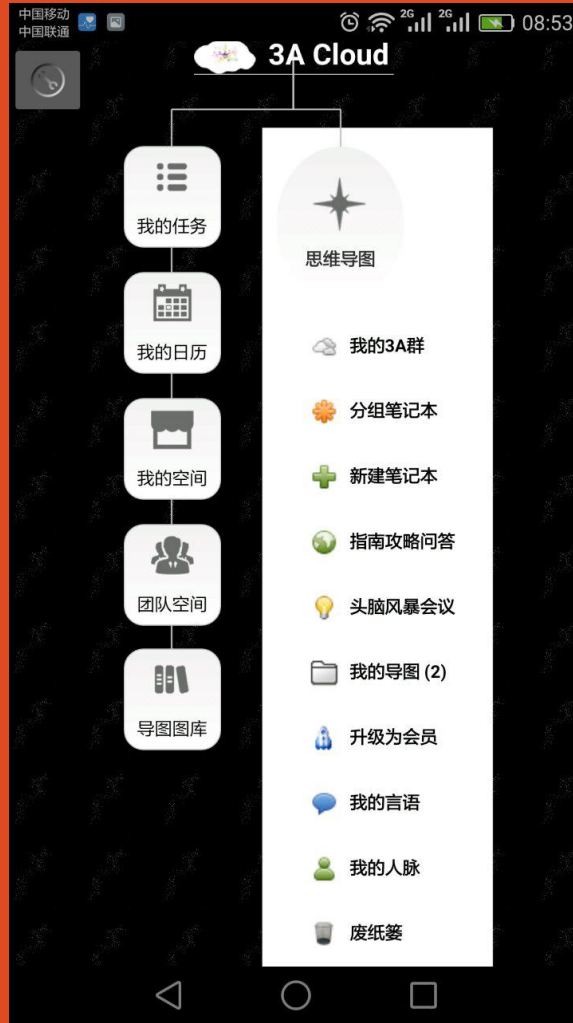 中国移动
中国联通
2G 2G 08:53
3A Cloud
我的任务
我的日历
我的空间
团队空间
导图图库
思维导图
我的3A群
分组笔记本
新建笔记本
指南攻略问答
头脑风暴会议
我的导图 (2)
升级为会员
我的言语
我的人脉
废纸篓